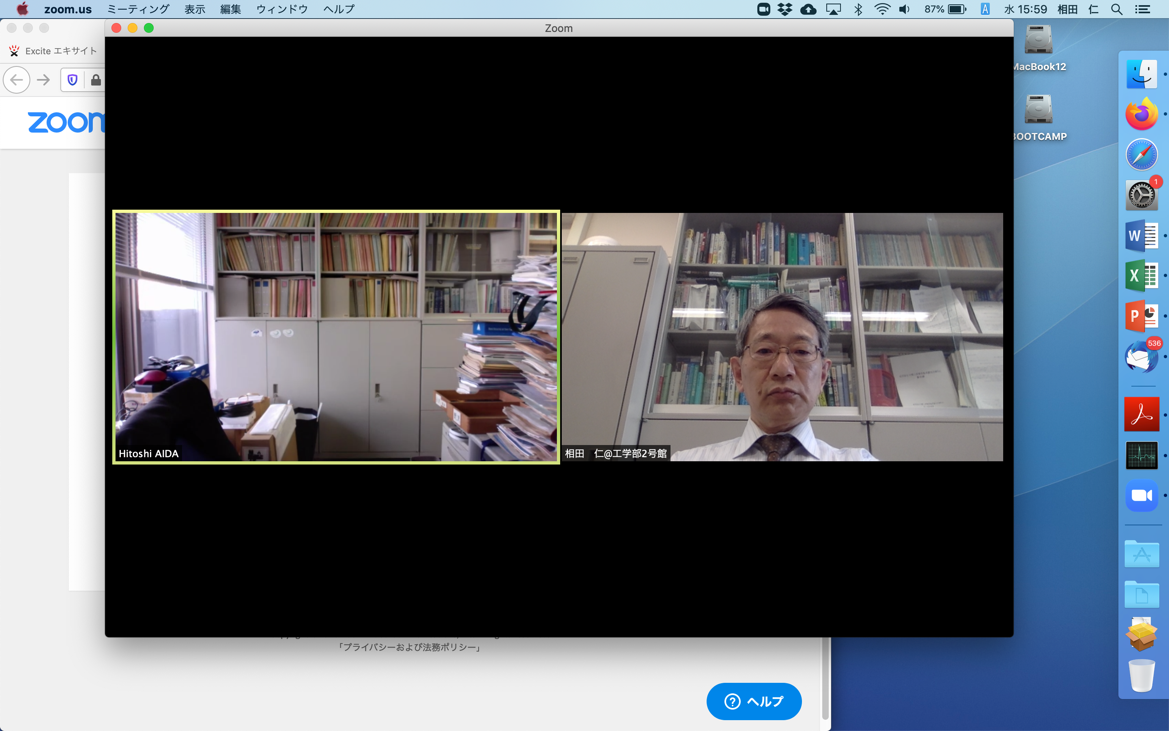 zoom.us ミーティング 表示 編集 ウィンドウ ヘルプ 87% A 水 15:59 相田 仁
Zoom
Excite エキサイト
zoom
MacBook12
BOOTCAMP
1
W
X
P
536
Hitoshi AIDA
相田 仁@工学部2号館
「プライバシーおよび法務ポリシー」
? ヘルプ